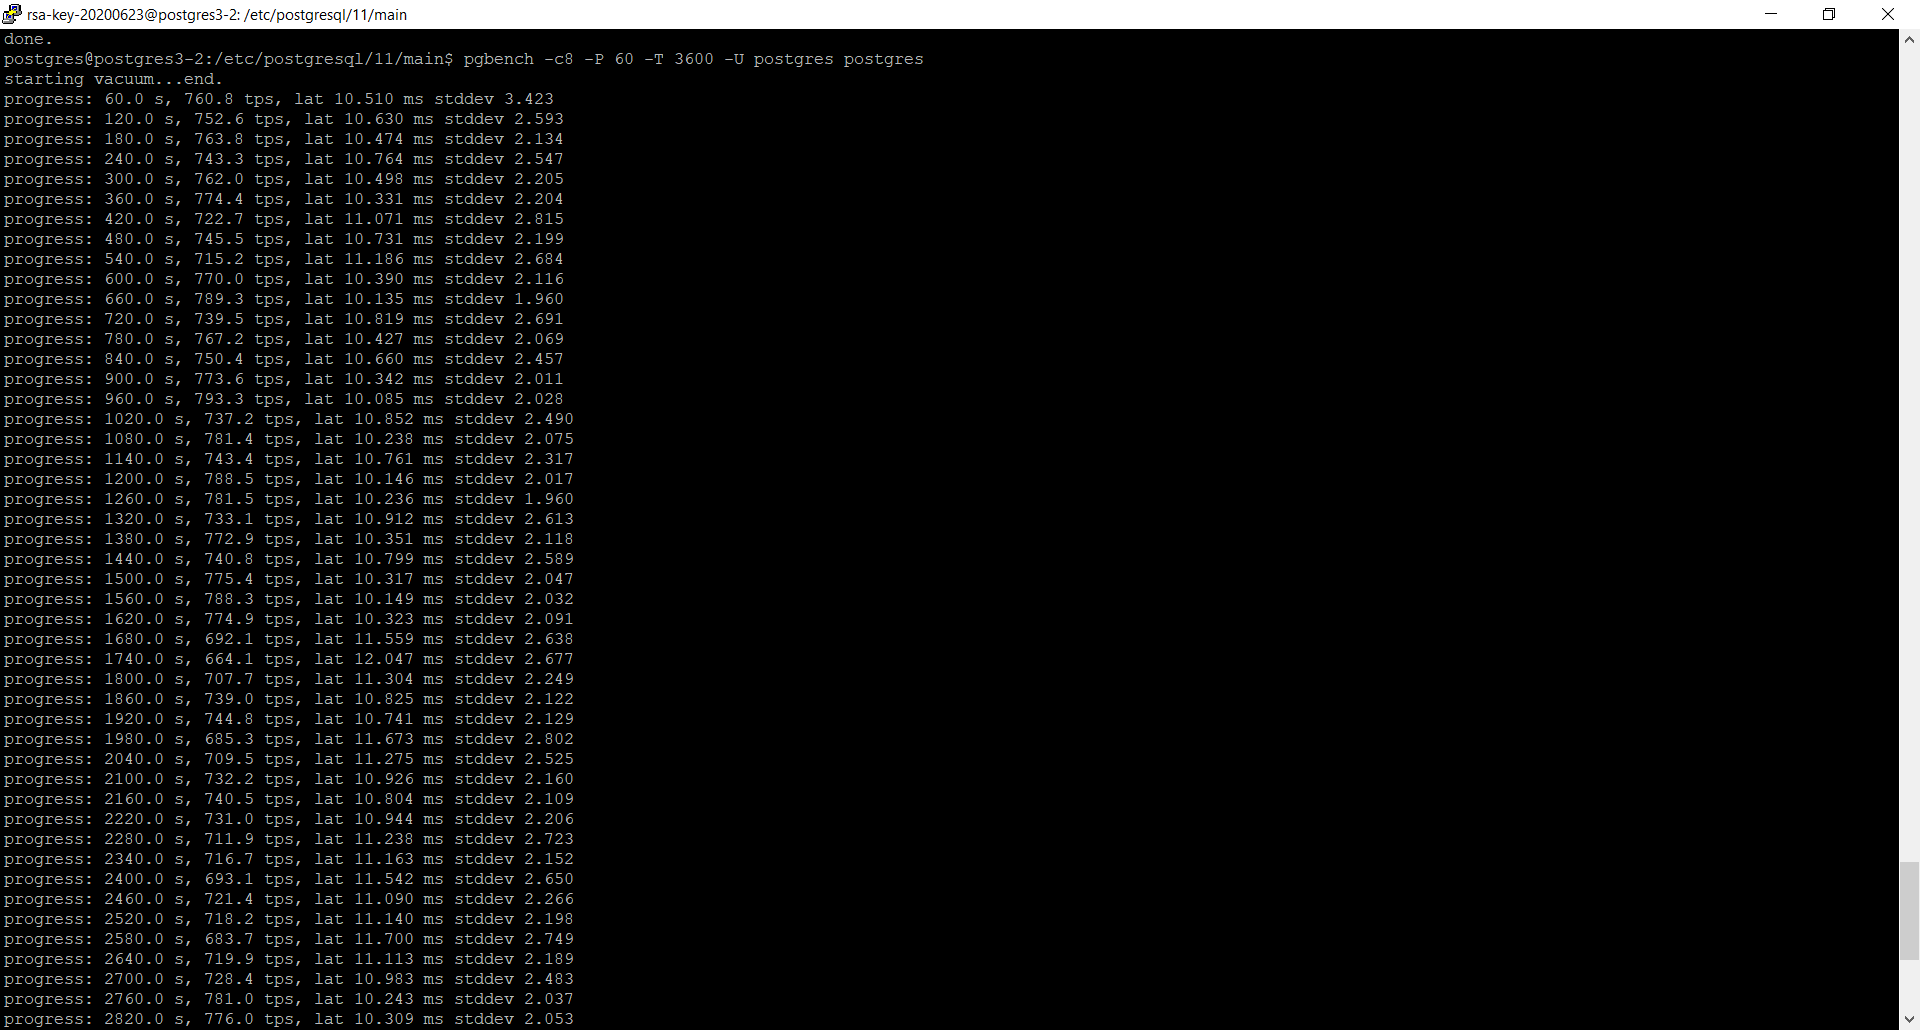 rsa-key-20200623@postgres3-2: /etc/postgresql/11/main
done.
postgres@postgres3-2:/etc/postgresql/11/main$ pgbench -c8 -P 60 -T 3600 -U postgres postgres
starting vacuum...end.
progress: 60.0 s, 760.8 tps, lat 10.510 ms stddev 3.423
progress: 120.0 s, 752.6 tps, lat 10.630 ms stddev 2.593
progress: 180.0 s, 763.8 tps, lat 10.474 ms stddev 2.134
progress: 240.0 s, 743.3 tps, lat 10.764 ms stddev 2.547
progress: 300.0 s, 762.0 tps, lat 10.498 ms stddev 2.205
progress: 360.0 s, 774.4 tps, lat 10.331 ms stddev 2.204
progress: 420.0 s, 722.7 tps, lat 11.071 ms stddev 2.815
progress: 480.0 s, 745.5 tps, lat 10.731 ms stddev 2.199
progress: 540.0 s, 715.2 tps, lat 11.186 ms stddev 2.684
progress: 600.0 s, 770.0 tps, lat 10.390 ms stddev 2.116
progress: 660.0 s, 789.3 tps, lat 10.135 ms stddev 1.960
progress: 720.0 s, 739.5 tps, lat 10.819 ms stddev 2.691
progress: 780.0 s, 767.2 tps, lat 10.427 ms stddev 2.069
progress: 840.0 s, 750.4 tps, lat 10.660 ms stddev 2.457
progress: 900.0 s, 773.6 tps, lat 10.342 ms stddev 2.011
progress: 960.0 s, 793.3 tps, lat 10.085 ms stddev 2.028
progress: 1020.0 s, 737.2 tps, lat 10.852 ms stddev 2.490
progress: 1080.0 s, 781.4 tps, lat 10.238 ms stddev 2.075
progress: 1140.0 s, 743.4 tps, lat 10.761 ms stddev 2.317
progress: 1200.0 s, 788.5 tps, lat 10.146 ms stddev 2.017
progress: 1260.0 s, 781.5 tps, lat 10.236 ms stddev 1.960
progress: 1320.0 s, 733.1 tps, lat 10.912 ms stddev 2.613
progress: 1380.0 s, 772.9 tps, lat 10.351 ms stddev 2.118
progress: 1440.0 s, 740.8 tps, lat 10.799 ms stddev 2.589
progress: 1500.0 s, 775.4 tps, lat 10.317 ms stddev 2.047
progress: 1560.0 s, 788.3 tps, lat 10.149 ms stddev 2.032
progress: 1620.0 s, 774.9 tps, lat 10.323 ms stddev 2.091
progress: 1680.0 s, 692.1 tps, lat 11.559 ms stddev 2.638
progress: 1740.0 s, 664.1 tps, lat 12.047 ms stddev 2.677
progress: 1800.0 s, 707.7 tps, lat 11.304 ms stddev 2.249
progress: 1860.0 s, 739.0 tps, lat 10.825 ms stddev 2.122
progress: 1920.0 s, 744.8 tps, lat 10.741 ms stddev 2.129
progress: 1980.0 s, 685.3 tps, lat 11.673 ms stddev 2.802
progress: 2040.0 s, 709.5 tps, lat 11.275 ms stddev 2.525
progress: 2100.0 s, 732.2 tps, lat 10.926 ms stddev 2.160
progress: 2160.0 s, 740.5 tps, lat 10.804 ms stddev 2.109
progress: 2220.0 s, 731.0 tps, lat 10.944 ms stddev 2.206
progress: 2280.0 s, 711.9 tps, lat 11.238 ms stddev 2.723
progress: 2340.0 s, 716.7 tps, lat 11.163 ms stddev 2.152
progress: 2400.0 s, 693.1 tps, lat 11.542 ms stddev 2.650
progress: 2460.0 s, 721.4 tps, lat 11.090 ms stddev 2.266
progress: 2520.0 s, 718.2 tps, lat 11.140 ms stddev 2.198
progress: 2580.0 s, 683.7 tps, lat 11.700 ms stddev 2.749
progress: 2640.0 s, 719.9 tps, lat 11.113 ms stddev 2.189
progress: 2700.0 s, 728.4 tps, lat 10.983 ms stddev 2.483
progress: 2760.0 s, 781.0 tps, lat 10.243 ms stddev 2.037
progress: 2820.0 s, 776.0 tps, lat 10.309 ms stddev 2.053